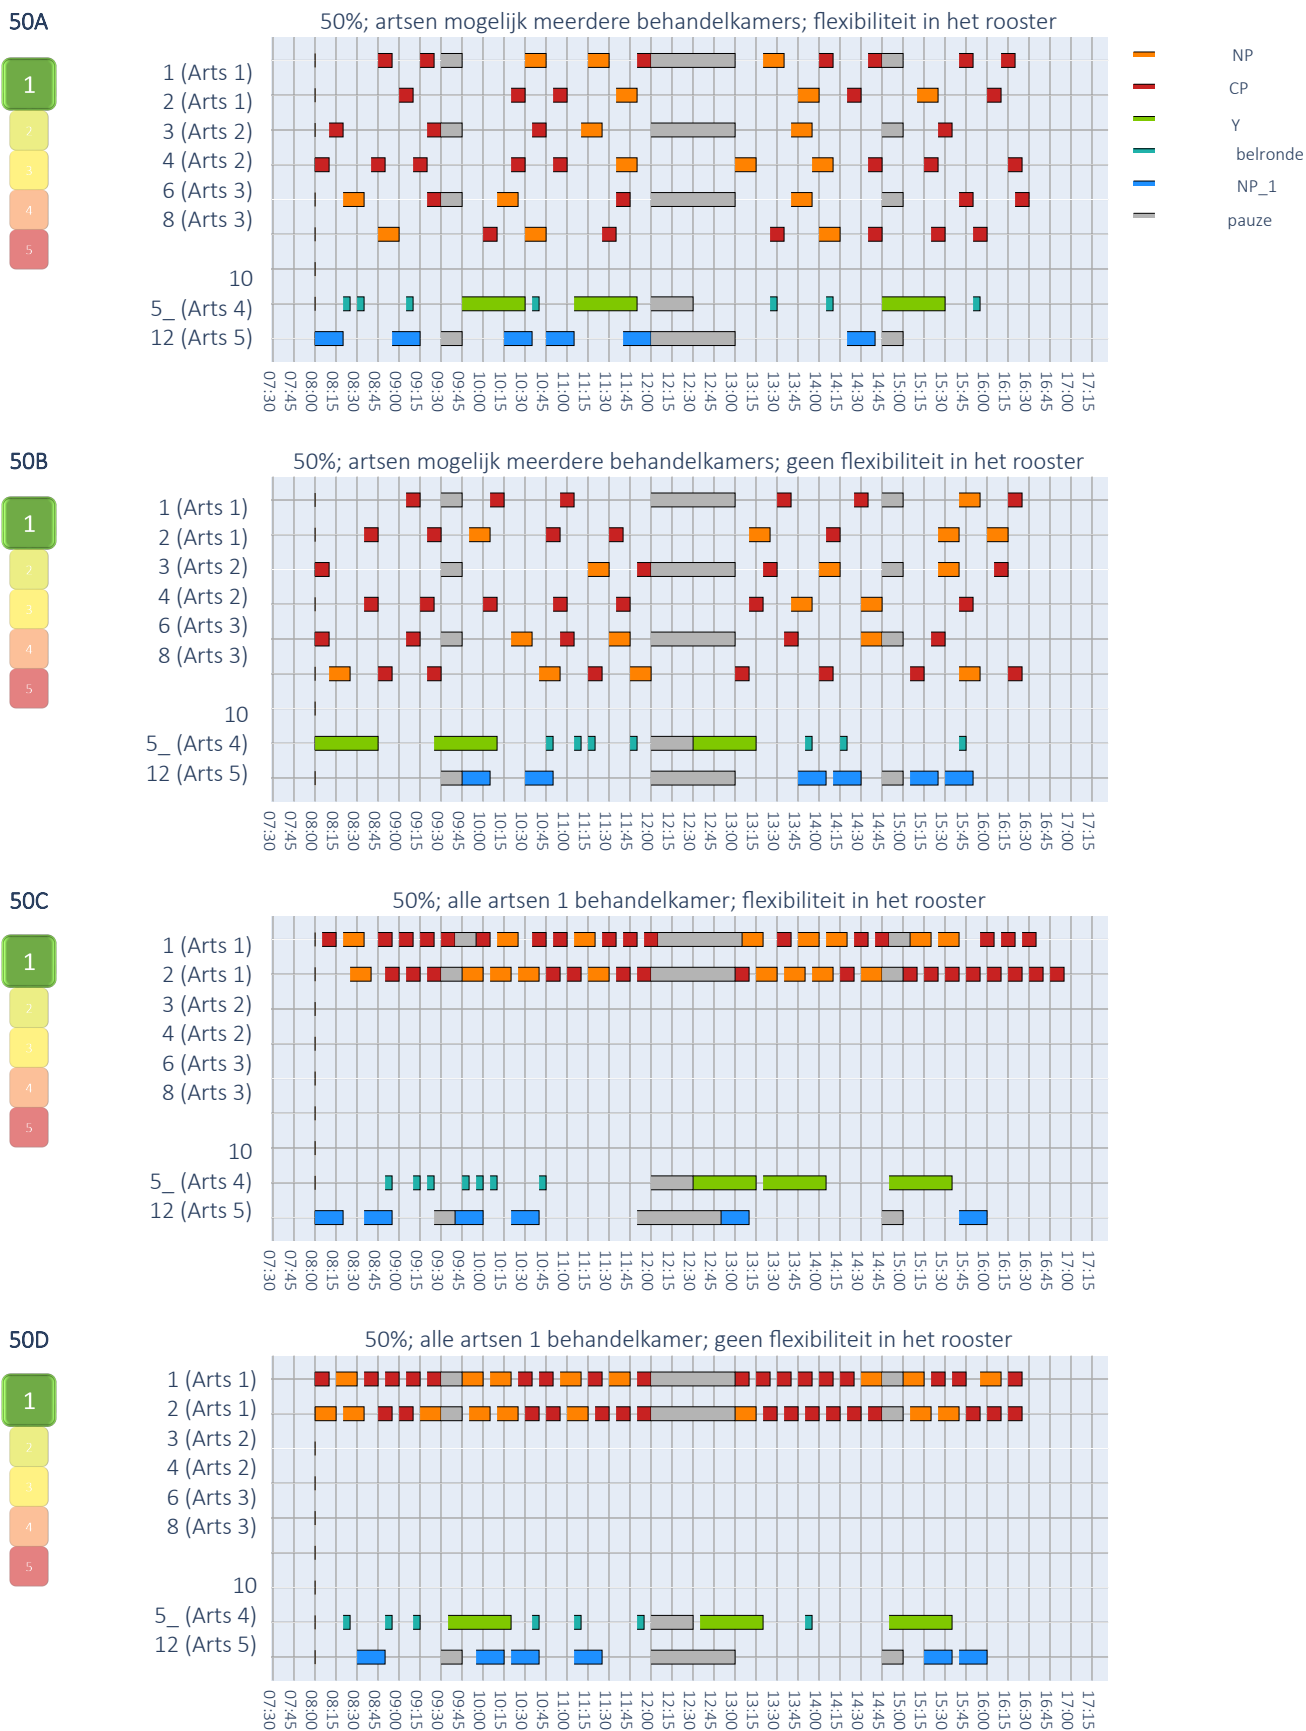 50A
50%; artsen mogelijk meerdere behandelkamers; flexibiliteit in het rooster
1
2
3
4
5
1 (Arts 1)
2 (Arts 1)
3 (Arts 2)
4 (Arts 2)
6 (Arts 3)
8 (Arts 3)
10
5_ (Arts 4)
12 (Arts 5)
NP
CP
Y
belronde
NP_1
pauze
07:30 07:45 08:00 08:15 08:30 08:45 09:00 09:15 09:30 09:45 10:00 10:15 10:30 10:45 11:00 11:15 11:30 11:45 12:00 12:15 12:30 12:45 13:00 13:15 13:30 13:45 14:00 14:15 14:30 14:45 15:00 15:15 15:30 15:45 16:00 16:15 16:30 16:45 17:00 17:15
50B
50%; artsen mogelijk meerdere behandelkamers; geen flexibiliteit in het rooster
1
2
3
4
5
1 (Arts 1)
2 (Arts 1)
3 (Arts 2)
4 (Arts 2)
6 (Arts 3)
8 (Arts 3)
10
5_ (Arts 4)
12 (Arts 5)
07:30 07:45 08:00 08:15 08:30 08:45 09:00 09:15 09:30 09:45 10:00 10:15 10:30 10:45 11:00 11:15 11:30 11:45 12:00 12:15 12:30 12:45 13:00 13:15 13:30 13:45 14:00 14:15 14:30 14:45 15:00 15:15 15:30 15:45 16:00 16:15 16:30 16:45 17:00 17:15
50C
50%; alle artsen 1 behandelkamer; flexibiliteit in het rooster
1
2
3
4
5
1 (Arts 1)
2 (Arts 1)
3 (Arts 2)
4 (Arts 2)
6 (Arts 3)
8 (Arts 3)
10
5_ (Arts 4)
12 (Arts 5)
07:30 07:45 08:00 08:15 08:30 08:45 09:00 09:15 09:30 09:45 10:00 10:15 10:30 10:45 11:00 11:15 11:30 11:45 12:00 12:15 12:30 12:45 13:00 13:15 13:30 13:45 14:00 14:15 14:30 14:45 15:00 15:15 15:30 15:45 16:00 16:15 16:30 16:45 17:00 17:15
50D
50%; alle artsen 1 behandelkamer; geen flexibiliteit in het rooster
1
2
3
4
5
1 (Arts 1)
2 (Arts 1)
3 (Arts 2)
4 (Arts 2)
6 (Arts 3)
8 (Arts 3)
10
5_ (Arts 4)
12 (Arts 5)
07:30 07:45 08:00 08:15 08:30 08:45 09:00 09:15 09:30 09:45 10:00 10:15 10:30 10:45 11:00 11:15 11:30 11:45 12:00 12:15 12:30 12:45 13:00 13:15 13:30 13:45 14:00 14:15 14:30 14:45 15:00 15:15 15:30 15:45 16:00 16:15 16:30 16:45 17:00 17:15